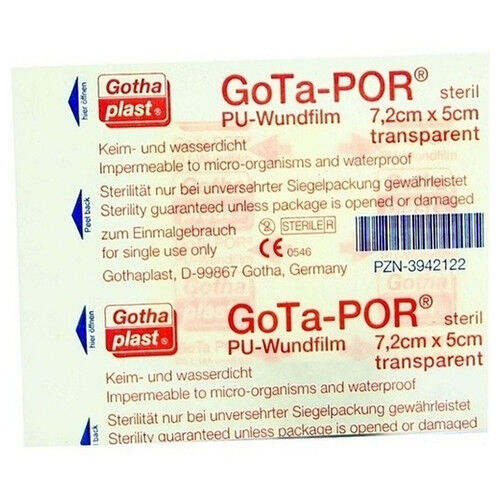 hier öffnen
Gotha
plast®
GoTa-POR® steril
PU-Wundfilm 7,2cm x 5cm
transparent
Keim- und wasserdicht
Impermeable to micro-organisms and waterproof
Peel back
Sterilität nur bei unversehrter Siegelpackung gewährleistet
Sterility guaranteed unless package is opened or damaged
zum Einmalgebrauch
for single use only
2 STERILE R
CE 0546
Gothaplast, D-99867 Gotha, Germany
PZN-3942122
hier öffnen
Gotha
plast®
GoTa-POR® steril
PU-Wundfilm 7,2cm x 5cm
transparent
Keim- und wasserdicht
Impermeable to micro-organisms and waterproof
Sterilität nur bei unversehrter Siegelpackung gewährleistet
Sterility guaranteed unless package is opened or damaged